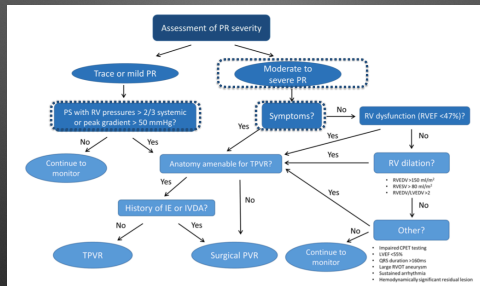 Assessment of PR severity
Trace or mild PR
Moderate to
severe PR
PS with RV pressures > 2/3 systemic
or peak gradient > 50 mmHg?
Symptoms?
No
RV dysfunction (RVEF <47%)?
Yes
Yes
No
Yes
Yes
No
Continue to
monitor
Anatomy amenable for TPVR?
RV dilation?
• RVEDV >150 ml/m²
• RVESV > 80 ml/m²
• RVEDV/LVEDV >2
Yes
No
Yes
No
History of IE or IVDA?
Other?
No
Yes
No
TPVR
Surgical PVR
Continue to
monitor
• Impaired CPET testing
• LVEF <55%
• QRS duration >160ms
• Large RVOT aneurysm
• Sustained arrhythmia
• Hemodynamically significant residual lesion